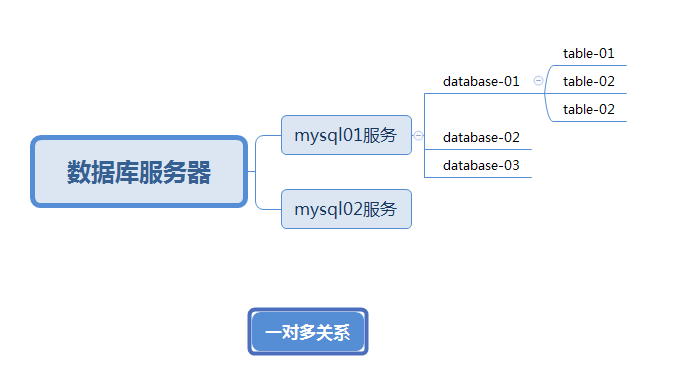 数据库服务器
mysql01服务
database-01
table-01
table-02
table-02
database-02
database-03
mysql02服务
一对多关系